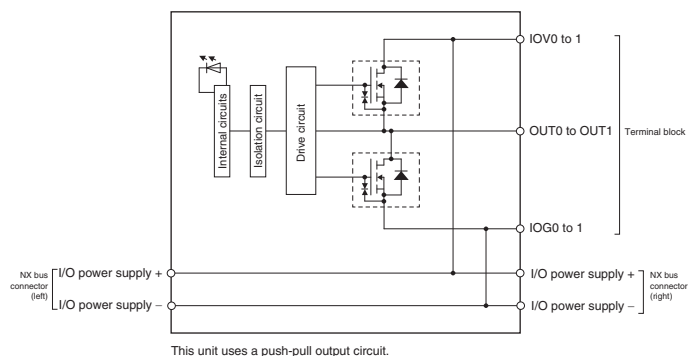 IOV0 to 1
Internal circuits
Isolation circuit
Drive circuit
OUT0 to OUT1
Terminal block
IOG0 to 1
NX bus
connector
(left)
I/O power supply +
I/O power supply −
I/O power supply +
I/O power supply −
NX bus
connector
(right)
This unit uses a push-pull output circuit.